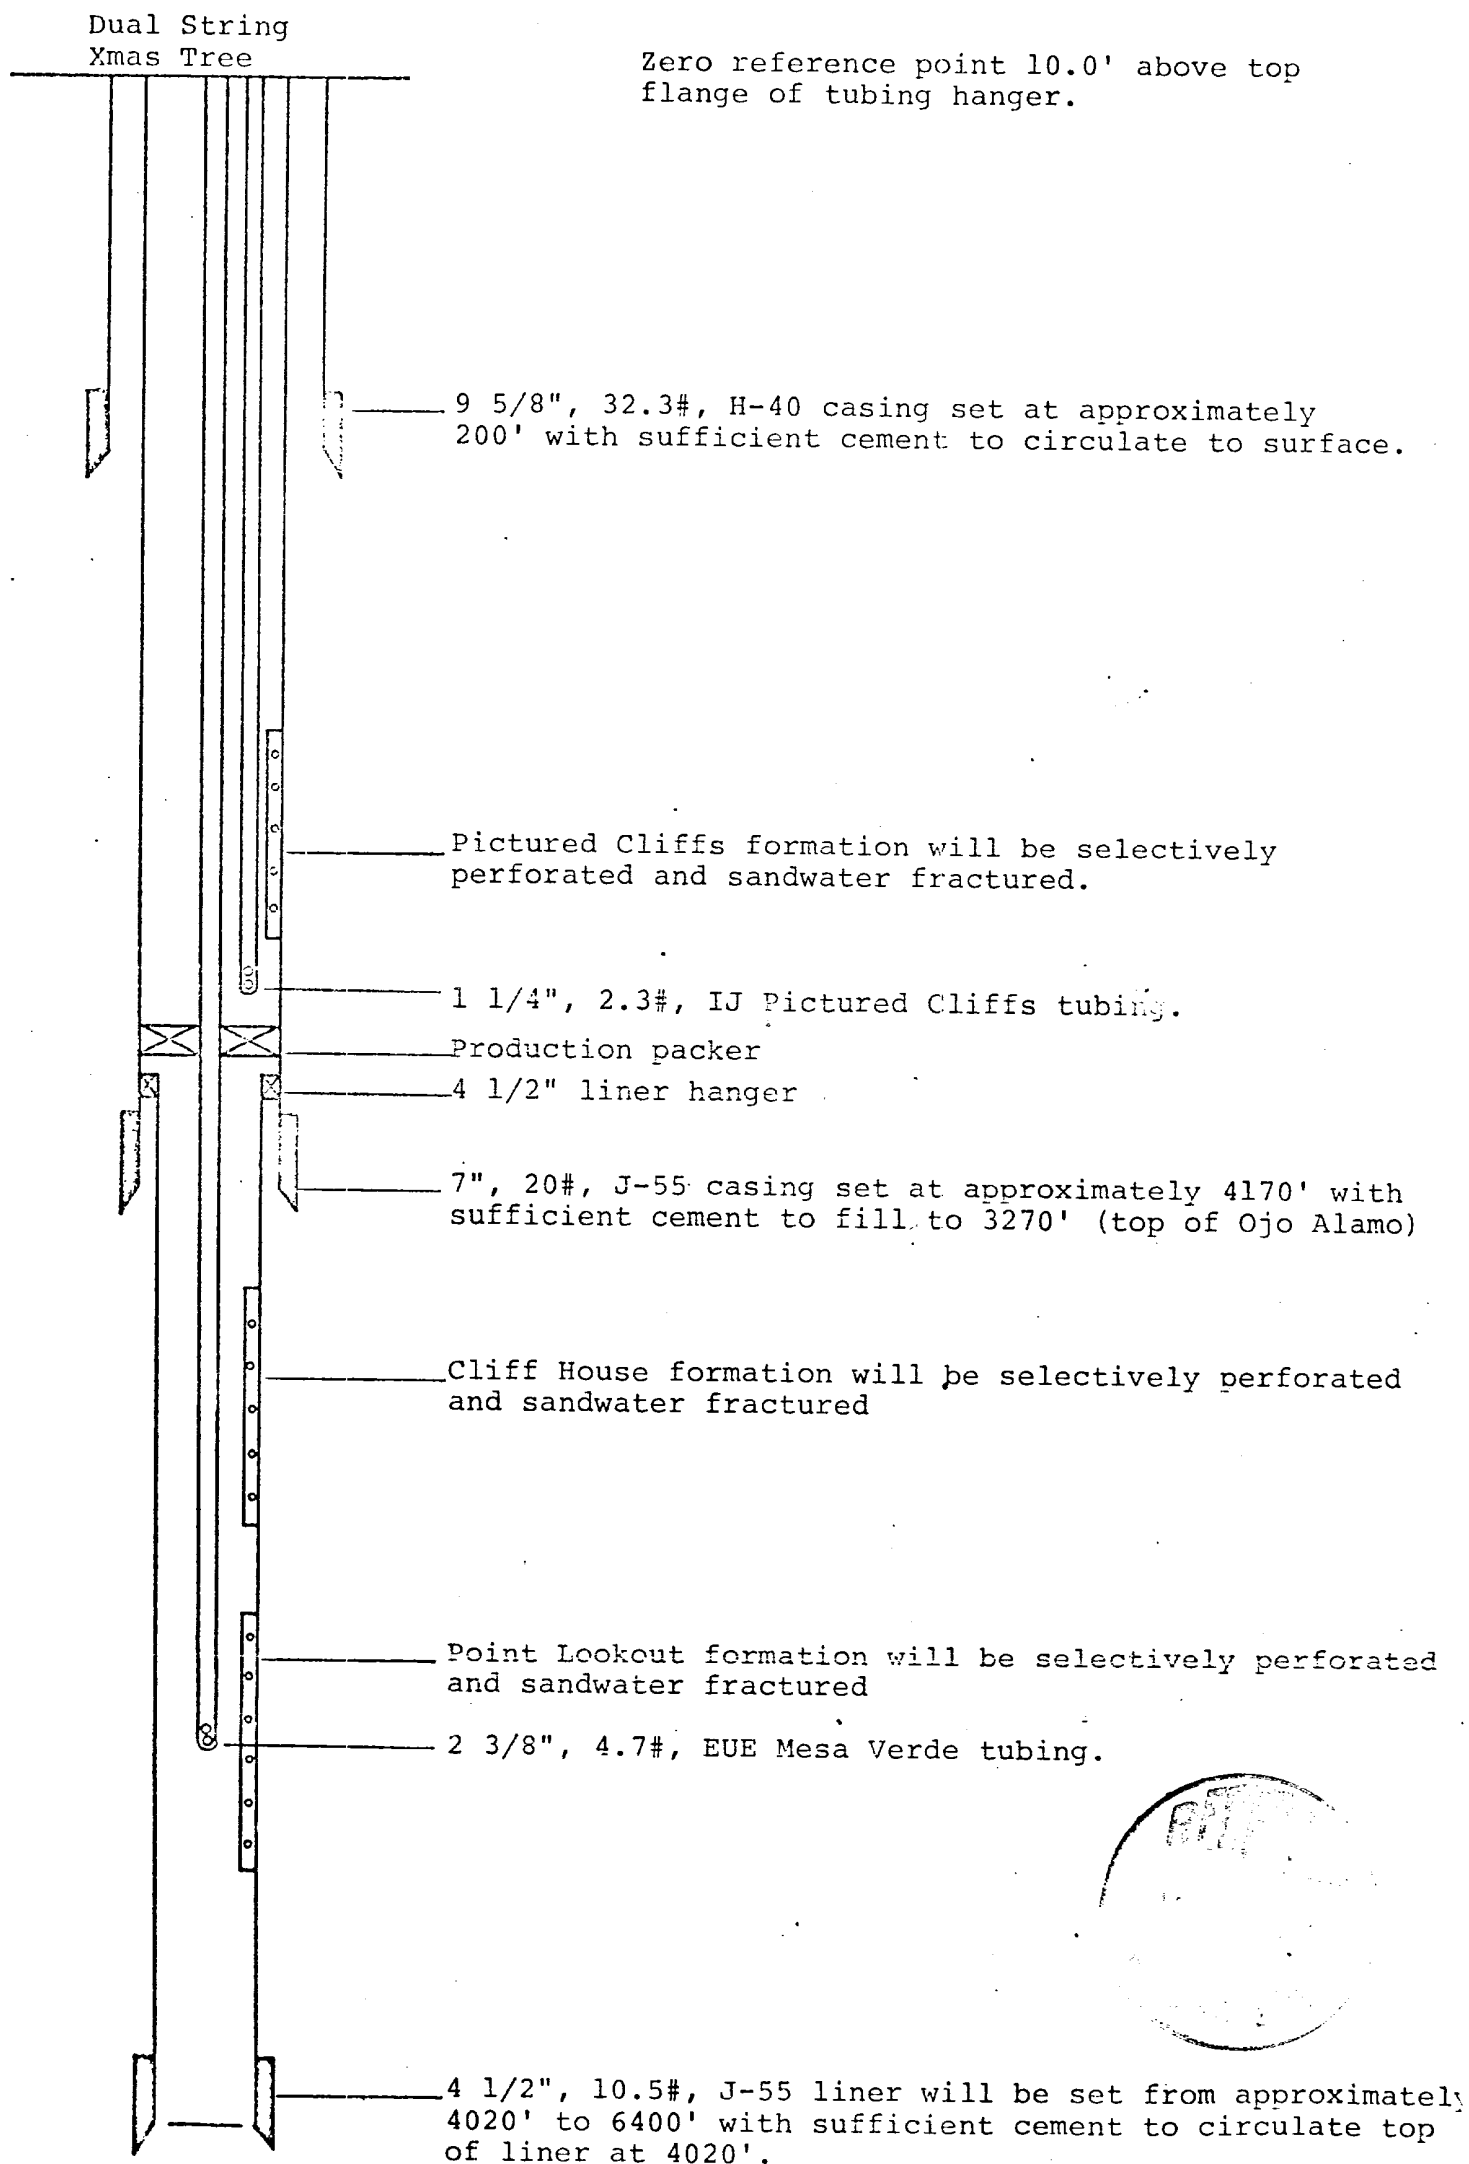 Dual String
Xmas Tree
Zero reference point 10.0' above top
flange of tubing hanger.
9 5/8", 32.3#, H-40 casing set at approximately
200' with sufficient cement to circulate to surface.
Pictured Cliffs formation will be selectively
perforated and sandwater fractured.
1 1/4", 2.3#, IJ Pictured Cliffs tubing.
Production packer
4 1/2" liner hanger
7", 20#, J-55 casing set at approximately 4170' with
sufficient cement to fill to 3270' (top of Ojo Alamo)
Cliff House formation will be selectively perforated
and sandwater fractured
Point Lookout formation will be selectively perforated
and sandwater fractured
2 3/8", 4.7#, EUE Mesa Verde tubing.
4 1/2", 10.5#, J-55 liner will be set from approximately
4020' to 6400' with sufficient cement to circulate top
of liner at 4020'.